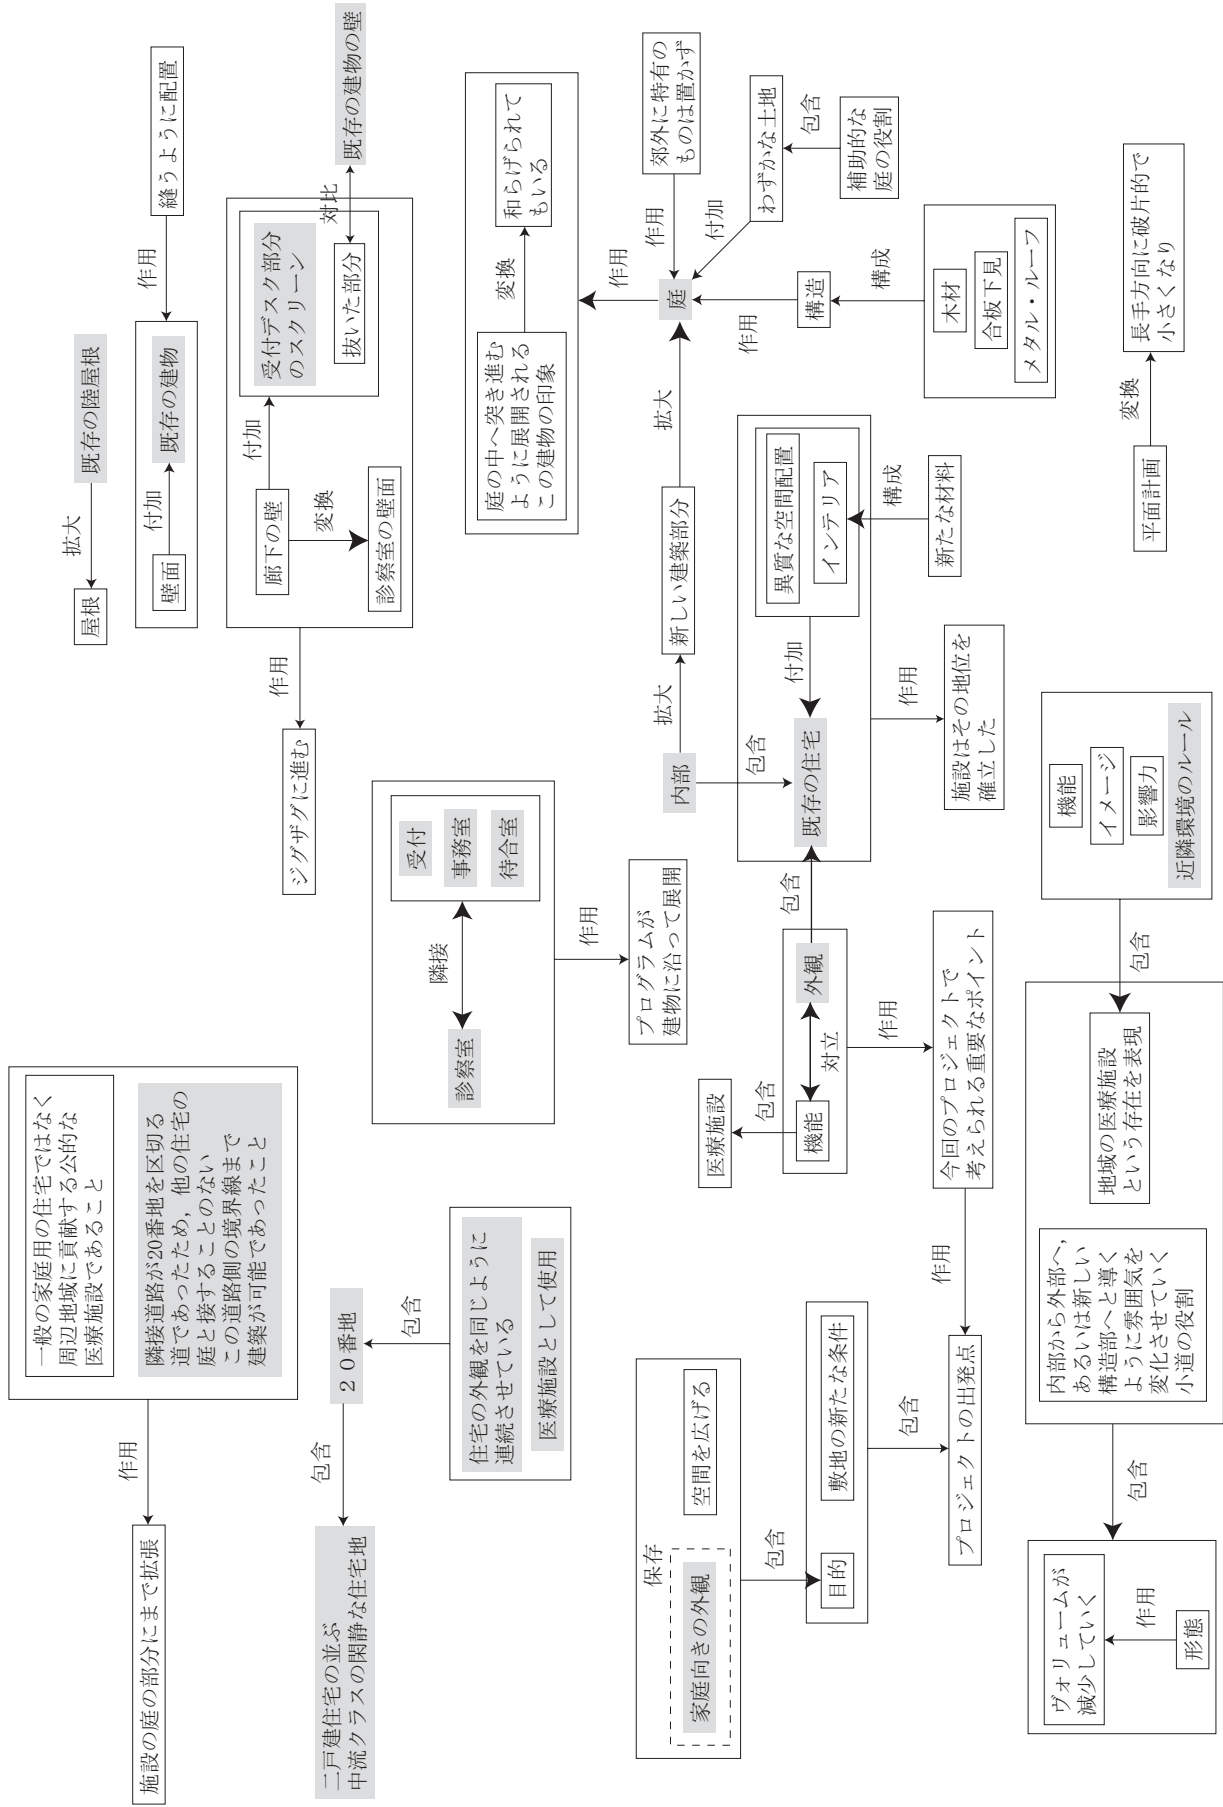 施設の庭の部分にまで拡張
作用
一般の家庭用の住宅ではなく
周辺地域に貢献する公的な
医療施設であること
隣接道路が20番地を区切る
道であったため，他の住宅の
庭と接することのない
この道路側の境界線まで
建築が可能であったこと
二戸建住宅の並ぶ
中流クラスの閑静な住宅地
包含
２０番地
包含
住宅の外観を同じように
連続させている
医療施設として使用
診察室
隣接
受付
事務室
待合室
作用
プログラムが
建物に沿って展開
屋根
拡大
既存の陸屋根
壁面
付加
既存の建物
作用
縫うように配置
ジグザグに進む
作用
廊下の壁
付加
受付デスク部分
のスクリーン
抜いた部分
対比
既存の建物の壁
変換
診察室の壁面
庭の中へ突き進む
ように展開される
この建物の印象
変換
和らげられて
もいる
作用
内部
拡大
新しい建築部分
拡大
庭
作用
郊外に特有の
ものは置かず
付加
わずかな土地
包含
補助的な
庭の役割
作用
構造
構成
木材
合板下見
メタル・ルーフ
保存
家庭向きの外観
空間を広げる
包含
目的
敷地の新たな条件
包含
プロジェクトの出発点
作用
医療施設
包含
機能
対立
外観
作用
今回のプロジェクトで
考えられる重要なポイント
包含
包含
既存の住宅
付加
異質な空間配置
インテリア
構成
新たな材料
作用
施設はその地位を
確立した
平面計画
変換
長手方向に破片的で
小さくなり
ヴォリュームが
減少していく
作用
形態
包含
内部から外部へ，
あるいは新しい
構造部へと導く
ように雰囲気を
変化させていく
小道の役割
地域の医療施設
という存在を表現
包含
機能
イメージ
影響力
近隣環境のルール